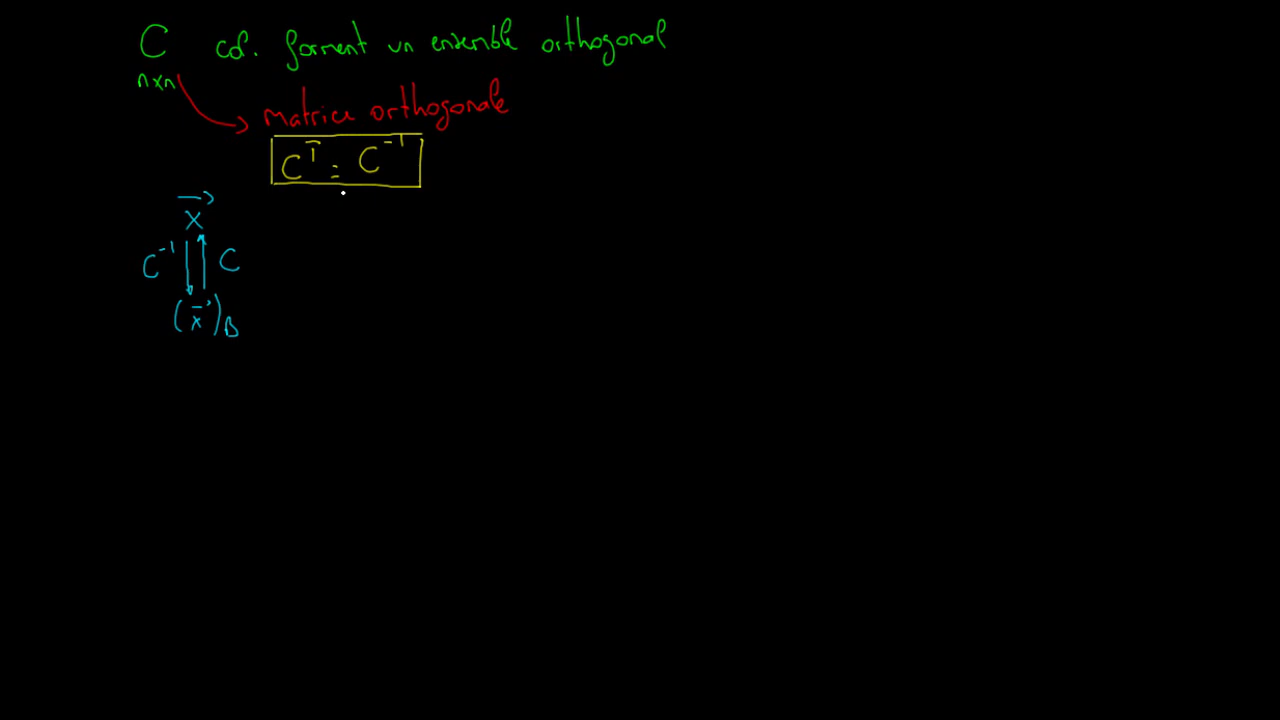 C col. forment un ensemble orthogonal
n×n
matrice orthogonale
Cᵀ = C⁻¹
x⃗
C⁻¹ C
(x⃗)B